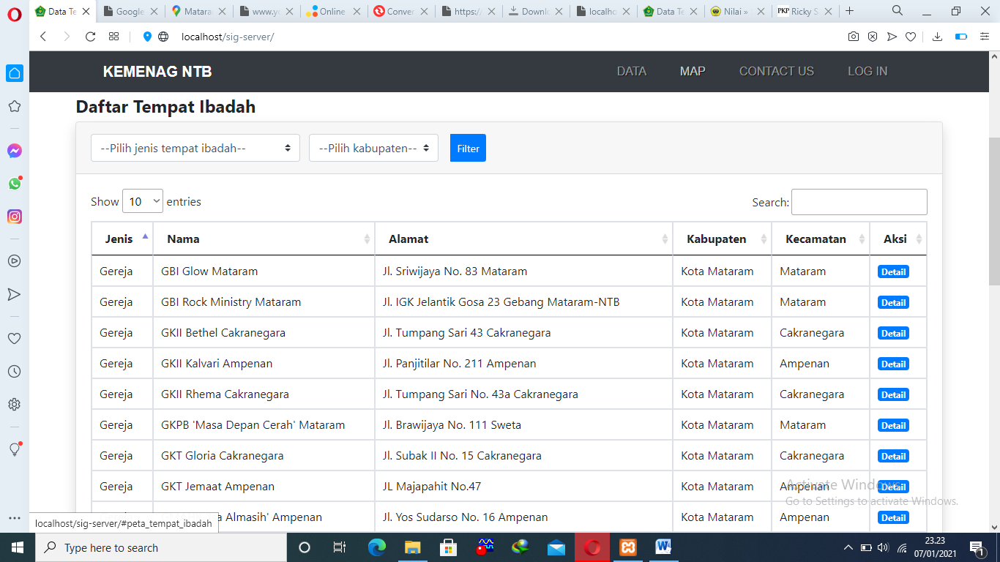 Data Te
Google
Matara
www.yo
Online
Conver
https:/
Downlo
localho
Data Te
Nilai »
PKP Ricky S
localhost/sig-server/
KEMENAG NTB DATA MAP CONTACT US LOG IN
Daftar Tempat Ibadah
--Pilih jenis tempat ibadah-- --Pilih kabupaten-- Filter
Show 10 entries Search:
Jenis Nama Alamat Kabupaten Kecamatan Aksi
Gereja GBI Glow Mataram Jl. Sriwijaya No. 83 Mataram Kota Mataram Mataram Detail
Gereja GBI Rock Ministry Mataram Jl. IGK Jelantik Gosa 23 Gebang Mataram-NTB Kota Mataram Mataram Detail
Gereja GKII Bethel Cakranegara Jl. Tumpang Sari 43 Cakranegara Kota Mataram Cakranegara Detail
Gereja GKII Kalvari Ampenan Jl. Panjitilar No. 211 Ampenan Kota Mataram Ampenan Detail
Gereja GKII Rhema Cakranegara Jl. Tumpang Sari No. 43a Cakranegara Kota Mataram Cakranegara Detail
Gereja GKPB 'Masa Depan Cerah' Mataram Jl. Brawijaya No. 111 Sweta Kota Mataram Mataram Detail
Gereja GKT Gloria Cakranegara Jl. Subak II No. 15 Cakranegara Kota Mataram Cakranegara Detail
Gereja GKT Jemaat Ampenan JL Majapahit No.47 Kota Mataram Ampenan Detail
Activate Windows
Go to Settings to activate Windows.
Almasih' Ampenan Jl. Yos Sudarso No. 16 Ampenan Kota Mataram Ampenan Detail
localhost/sig-server/#peta_tempat_ibadah
Type here to search
23.23
07/01/2021
1